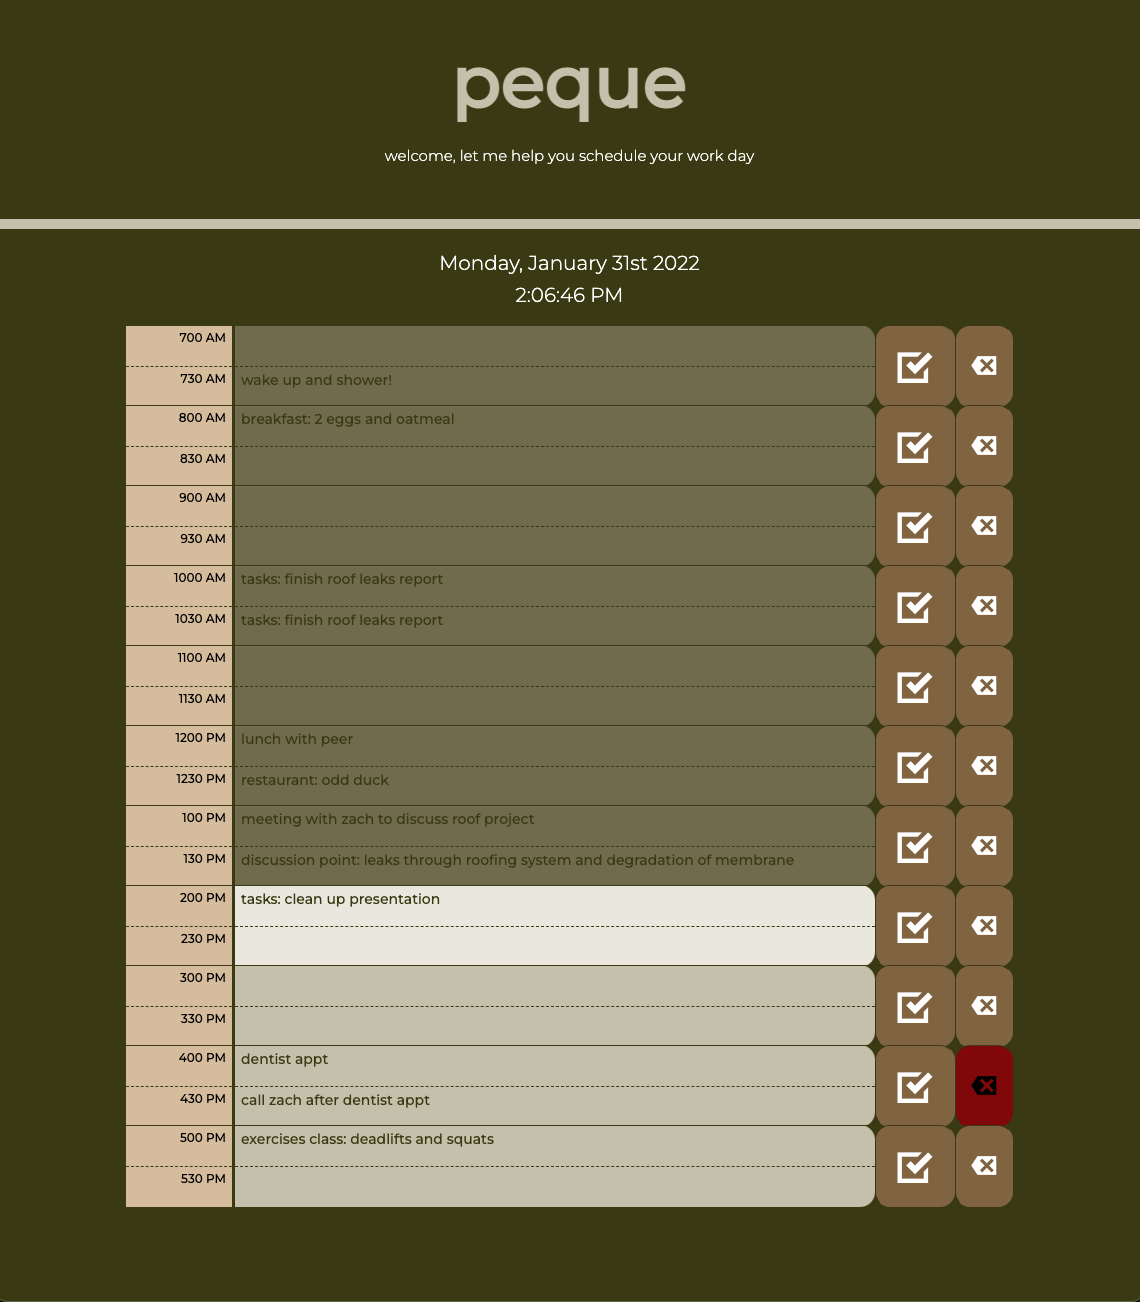 peque
welcome, let me help you schedule your work day
Monday, January 31st 2022
2:06:46 PM
700 AM
730 AM wake up and shower!
800 AM breakfast: 2 eggs and oatmeal
830 AM
900 AM
930 AM
1000 AM tasks: finish roof leaks report
1030 AM tasks: finish roof leaks report
1100 AM
1130 AM
1200 PM lunch with peer
1230 PM restaurant: odd duck
100 PM meeting with zach to discuss roof project
130 PM discussion point: leaks through roofing system and degradation of membrane
200 PM tasks: clean up presentation
230 PM
300 PM
330 PM
400 PM dentist appt
430 PM call zach after dentist appt
500 PM exercises class: deadlifts and squats
530 PM